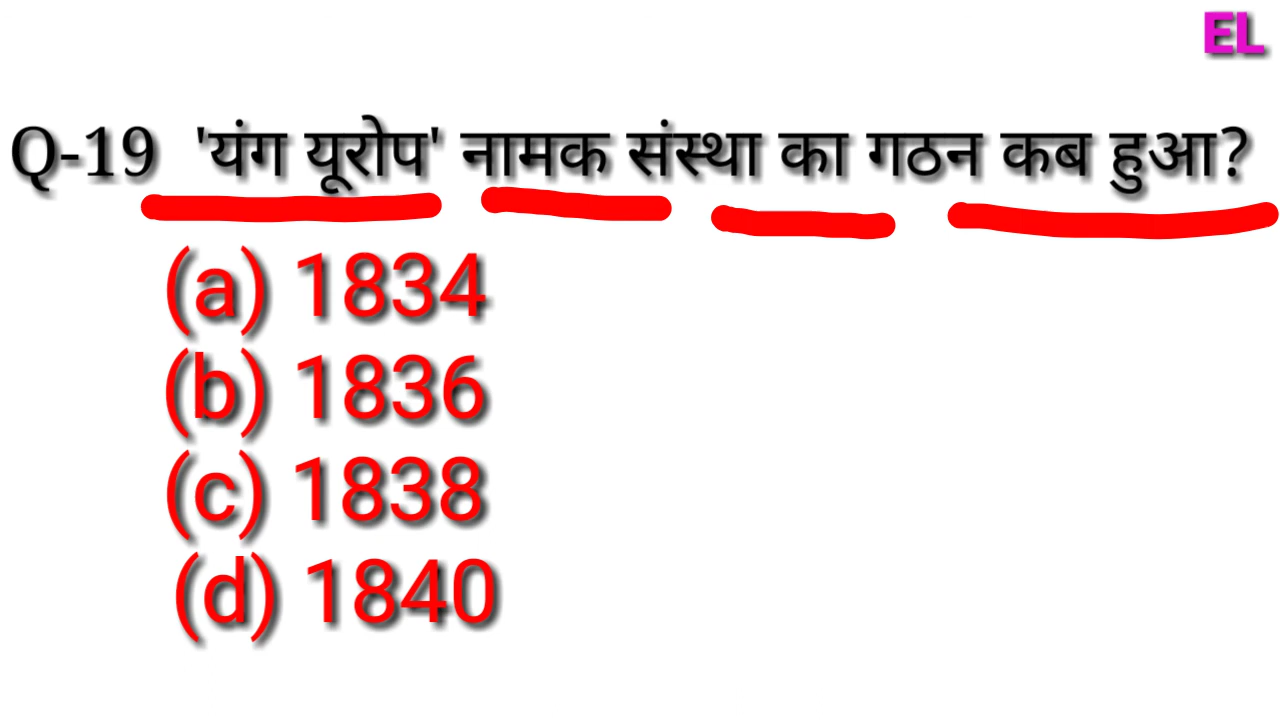 EL
Q-19 'यंग यूरोप' नामक संस्था का गठन कब हुआ?
(a) 1834
(b) 1836
(c) 1838
(d) 1840